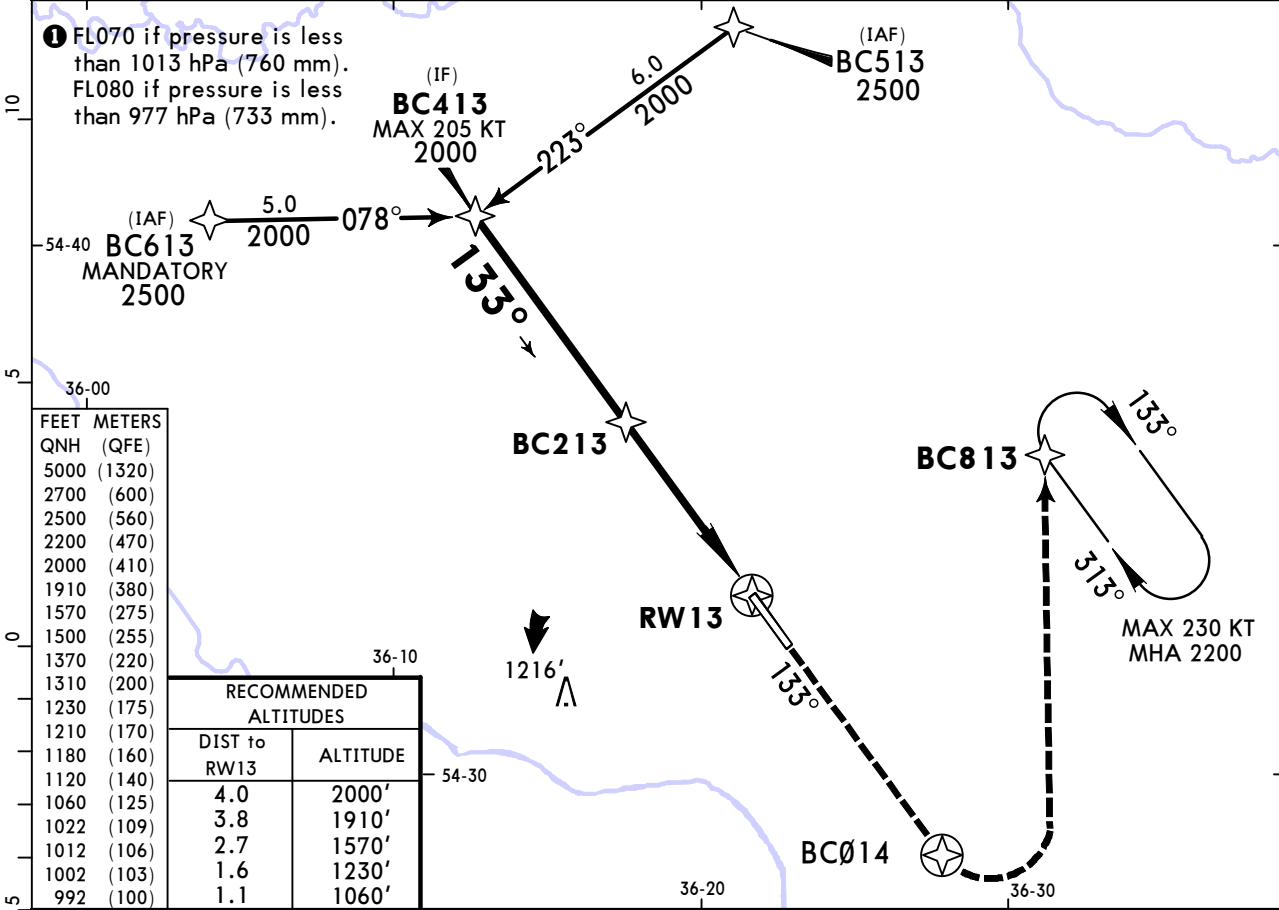 ❶ FL070 if pressure is less
than 1013 hPa (760 mm).
FL080 if pressure is less
than 977 hPa (733 mm).
(IF)
BC413
MAX 205 KT
2000
(IAF)
BC513
2500
6.0
2000
223°
10
(IAF)
BC613
MANDATORY
2500
5.0
2000
078°
54-40
133°
5
36-00
BC213
BC813
133°
313°
MAX 230 KT
MHA 2200
RW13
133°
0
1216'
36-10
BCØ14
54-30
36-20
36-30
5
FEET METERS
QNH (QFE)
5000 (1320)
2700 (600)
2500 (560)
2200 (470)
2000 (410)
1910 (380)
1570 (275)
1500 (255)
1370 (220)
1310 (200)
1230 (175)
1210 (170)
1180 (160)
1120 (140)
1060 (125)
1022 (109)
1012 (106)
1002 (103)
992 (100)
RECOMMENDED
ALTITUDES
DIST to
RW13
ALTITUDE
4.0 2000'
3.8 1910'
2.7 1570'
1.6 1230'
1.1 1060'